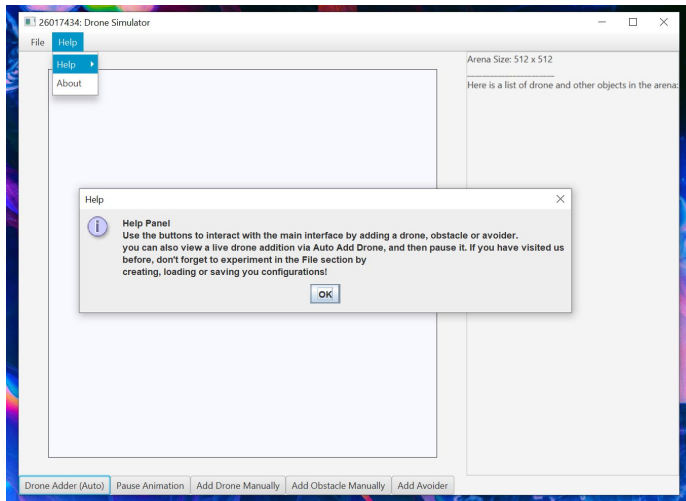 26017434: Drone Simulator
File Help
Help
About
Arena Size: 512 x 512
------------------------------
Here is a list of drone and other objects in the arena:
Help
Help Panel
Use the buttons to interact with the main interface by adding a drone, obstacle or avoider.
you can also view a live drone addition via Auto Add Drone, and then pause it. If you have visited us
before, don't forget to experiment in the File section by
creating, loading or saving you configurations!
OK
Drone Adder (Auto) Pause Animation Add Drone Manually Add Obstacle Manually Add Avoider